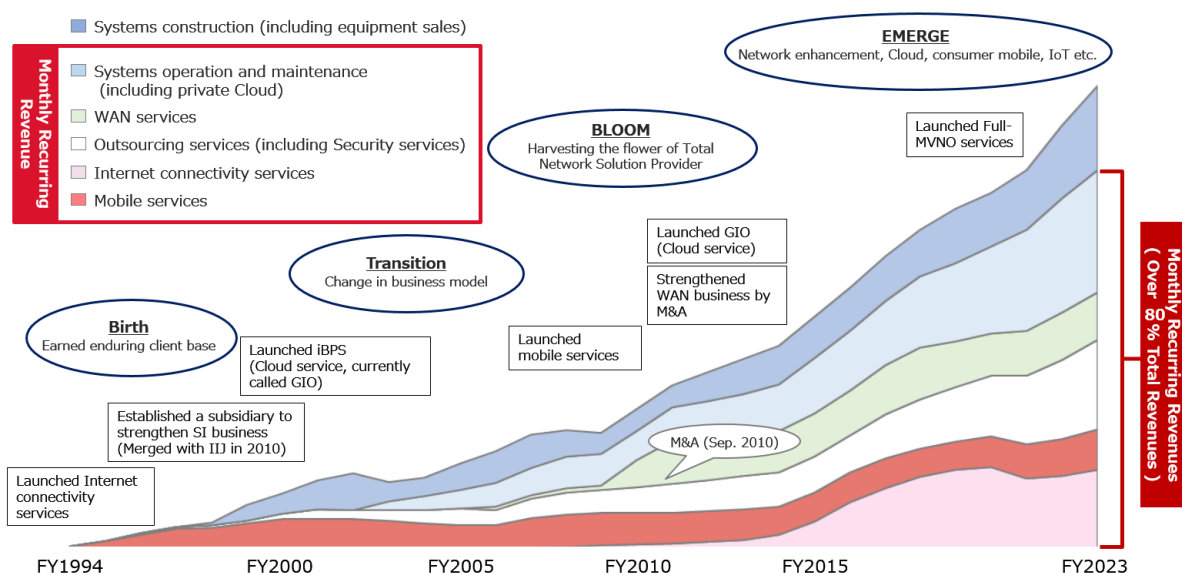 Systems construction (including equipment sales)
Monthly Recurring
Revenue
Systems operation and maintenance
(including private Cloud)
WAN services
Outsourcing services (including Security services)
Internet connectivity services
Mobile services
EMERGE
Network enhancement, Cloud, consumer mobile, IoT etc.
BLOOM
Harvesting the flower of Total
Network Solution Provider
Launched Full-
MVNO services
Transition
Change in business model
Launched GIO
(Cloud service)
Strengthened
WAN business by
M&A
Birth
Earned enduring client base
Launched iBPS
(Cloud service, currently
called GIO)
Launched
mobile services
Established a subsidiary to
strengthen SI business
(Merged with IIJ in 2010)
M&A (Sep. 2010)
Launched Internet
connectivity
services
Monthly Recurring Revenues
( Over 80% Total Revenues )
FY1994
FY2000
FY2005
FY2010
FY2015
FY2023